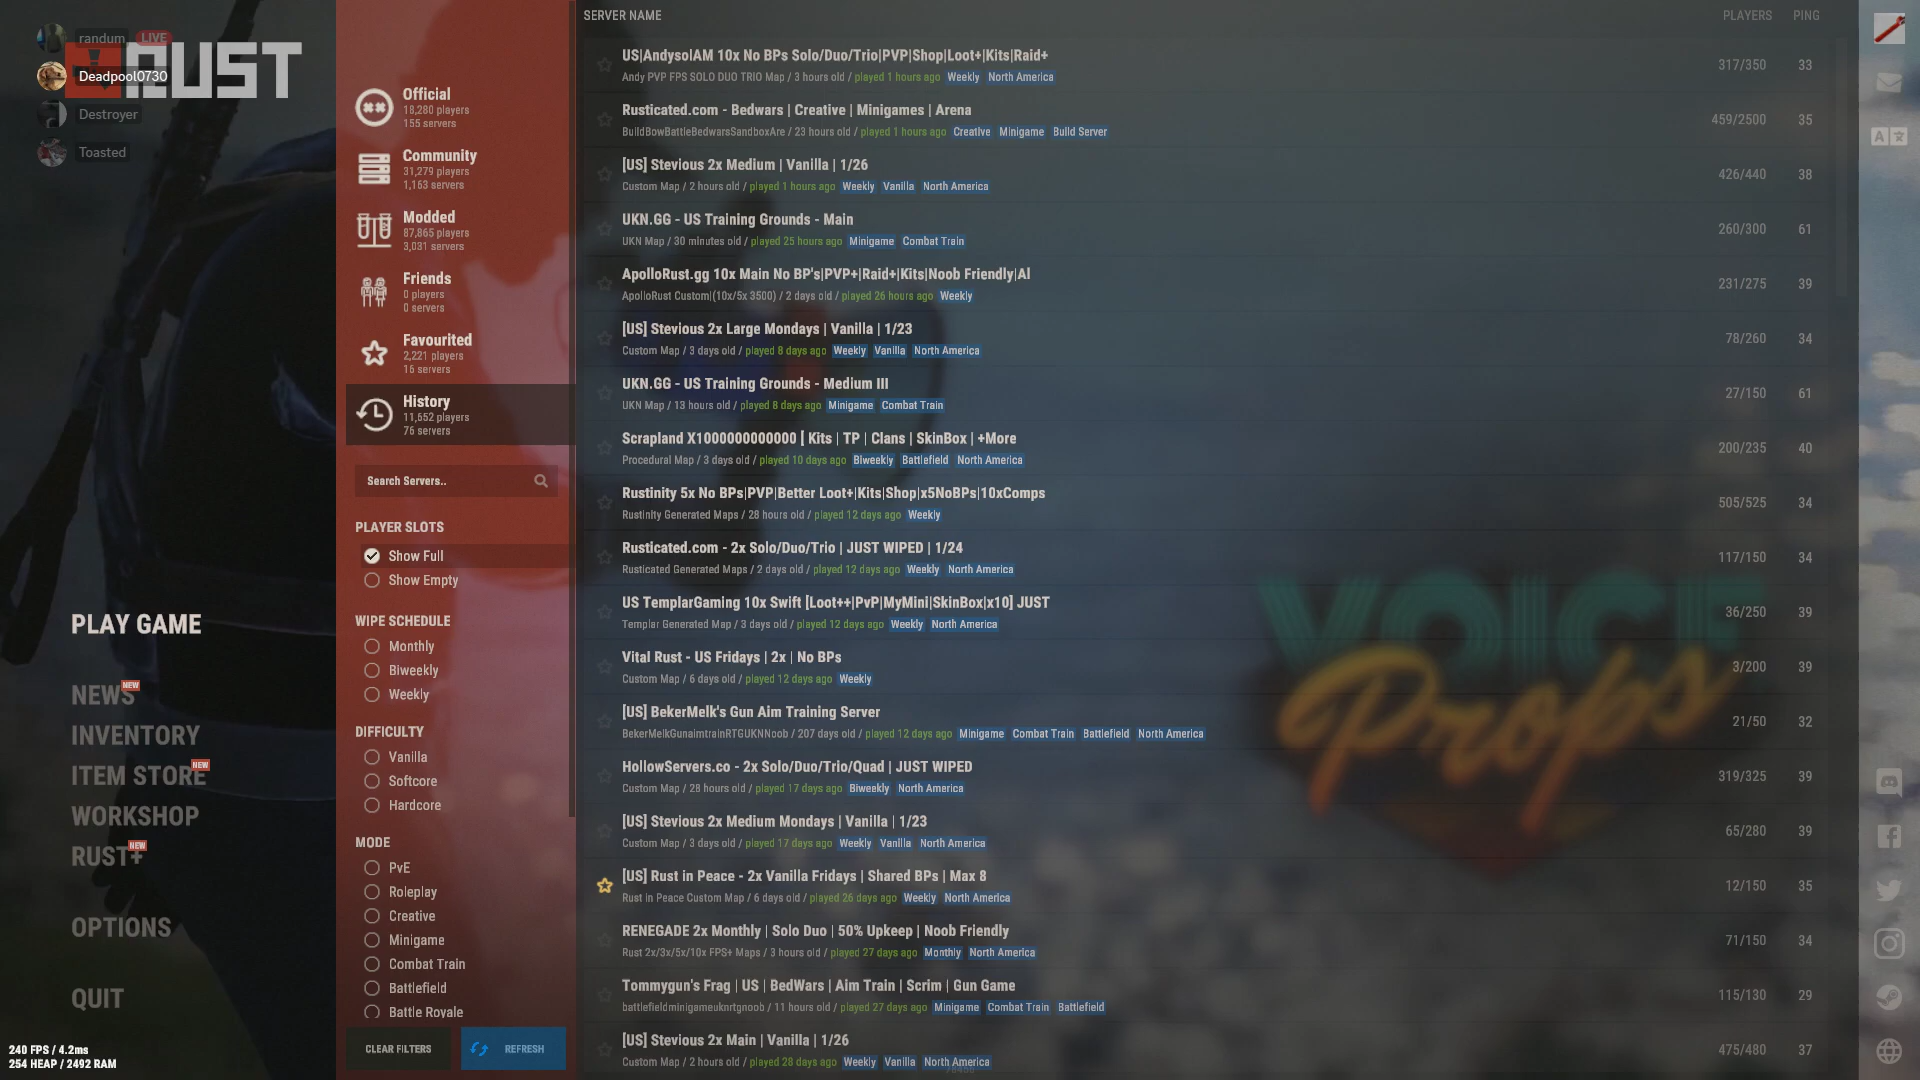 randum LIVE
RUST
Deadpool0730
Destroyer
Toasted
PLAY GAME
NEWS NEW
INVENTORY
ITEM STORE NEW
WORKSHOP
RUST+ NEW
OPTIONS
QUIT
240 FPS / 4.2ms
254 HEAP / 2492 RAM
Official
18,280 players
155 servers
Community
31,279 players
1,163 servers
Modded
87,865 players
3,031 servers
Friends
0 players
0 servers
Favourited
2,221 players
16 servers
History
11,652 players
76 servers
Search Servers..
PLAYER SLOTS
Show Full
Show Empty
WIPE SCHEDULE
Monthly
Biweekly
Weekly
DIFFICULTY
Vanilla
Softcore
Hardcore
MODE
PvE
Roleplay
Creative
Minigame
Combat Train
Battlefield
Battle Royale
CLEAR FILTERS REFRESH
SERVER NAME PLAYERS PING
US|AndysolAM 10x No BPs Solo/Duo/Trio|PVP|Shop|Loot+|Kits|Raid+ 317/350 33
Andy PVP FPS SOLO DUO TRIO Map / 3 hours old / played 1 hours ago Weekly North America
Rusticated.com - Bedwars | Creative | Minigames | Arena 459/2500 35
BuildBowBattleBedwarsSandboxAre / 23 hours old / played 1 hours ago Creative Minigame Build Server
[US] Stevious 2x Medium | Vanilla | 1/26 426/440 38
Custom Map / 2 hours old / played 1 hours ago Weekly Vanilla North America
UKN.GG - US Training Grounds - Main 260/300 61
UKN Map / 30 minutes old / played 25 hours ago Minigame Combat Train
ApolloRust.gg 10x Main No BP's|PVP+|Raid+|Kits|Noob Friendly|Al 231/275 39
ApolloRust Custom|(10x/5x 3500) / 2 days old / played 26 hours ago Weekly
[US] Stevious 2x Large Mondays | Vanilla | 1/23 78/260 34
Custom Map / 3 days old / played 8 days ago Weekly Vanilla North America
UKN.GG - US Training Grounds - Medium III 27/150 61
UKN Map / 13 hours old / played 8 days ago Minigame Combat Train
Scrapland X1000000000000 [ Kits | TP | Clans | SkinBox | +More 200/235 40
Procedural Map / 3 days old / played 10 days ago Biweekly Battlefield North America
Rustinity 5x No BPs|PVP|Better Loot+|Kits|Shop|x5NoBPs|10xComps 505/525 34
Rustinity Generated Maps / 28 hours old / played 12 days ago Weekly
Rusticated.com - 2x Solo/Duo/Trio | JUST WIPED | 1/24 117/150 34
Rusticated Generated Maps / 2 days old / played 12 days ago Weekly North America
US TemplarGaming 10x Swift [Loot++|PvP|MyMini|SkinBox|x10] JUST 36/250 39
Templar Generated Map / 3 days old / played 12 days ago Weekly North America
Vital Rust - US Fridays | 2x | No BPs 3/200 39
Custom Map / 6 days old / played 12 days ago Weekly
[US] BekerMelk's Gun Aim Training Server 21/50 32
BekerMelkGunaimtrainRTGUKNNoob / 207 days old / played 12 days ago Minigame Combat Train Battlefield North America
HollowServers.co - 2x Solo/Duo/Trio/Quad | JUST WIPED 319/325 39
Custom Map / 28 hours old / played 17 days ago Biweekly North America
[US] Stevious 2x Medium Mondays | Vanilla | 1/23 65/280 39
Custom Map / 3 days old / played 17 days ago Weekly Vanilla North America
[US] Rust in Peace - 2x Vanilla Fridays | Shared BPs | Max 8 12/150 35
Rust in Peace Custom Map / 6 days old / played 26 days ago Weekly North America
RENEGADE 2x Monthly | Solo Duo | 50% Upkeep | Noob Friendly 71/150 34
Rust 2x/3x/5x/10x FPS+ Maps / 3 hours old / played 27 days ago Monthly North America
Tommygun's Frag | US | BedWars | Aim Train | Scrim | Gun Game 115/130 29
battlefieldminigameuknrtgnoob / 11 hours old / played 27 days ago Minigame Combat Train Battlefield
[US] Stevious 2x Main | Vanilla | 1/26 475/480 37
Custom Map / 2 hours old / played 28 days ago Weekly Vanilla North America
VOICE
Props
A